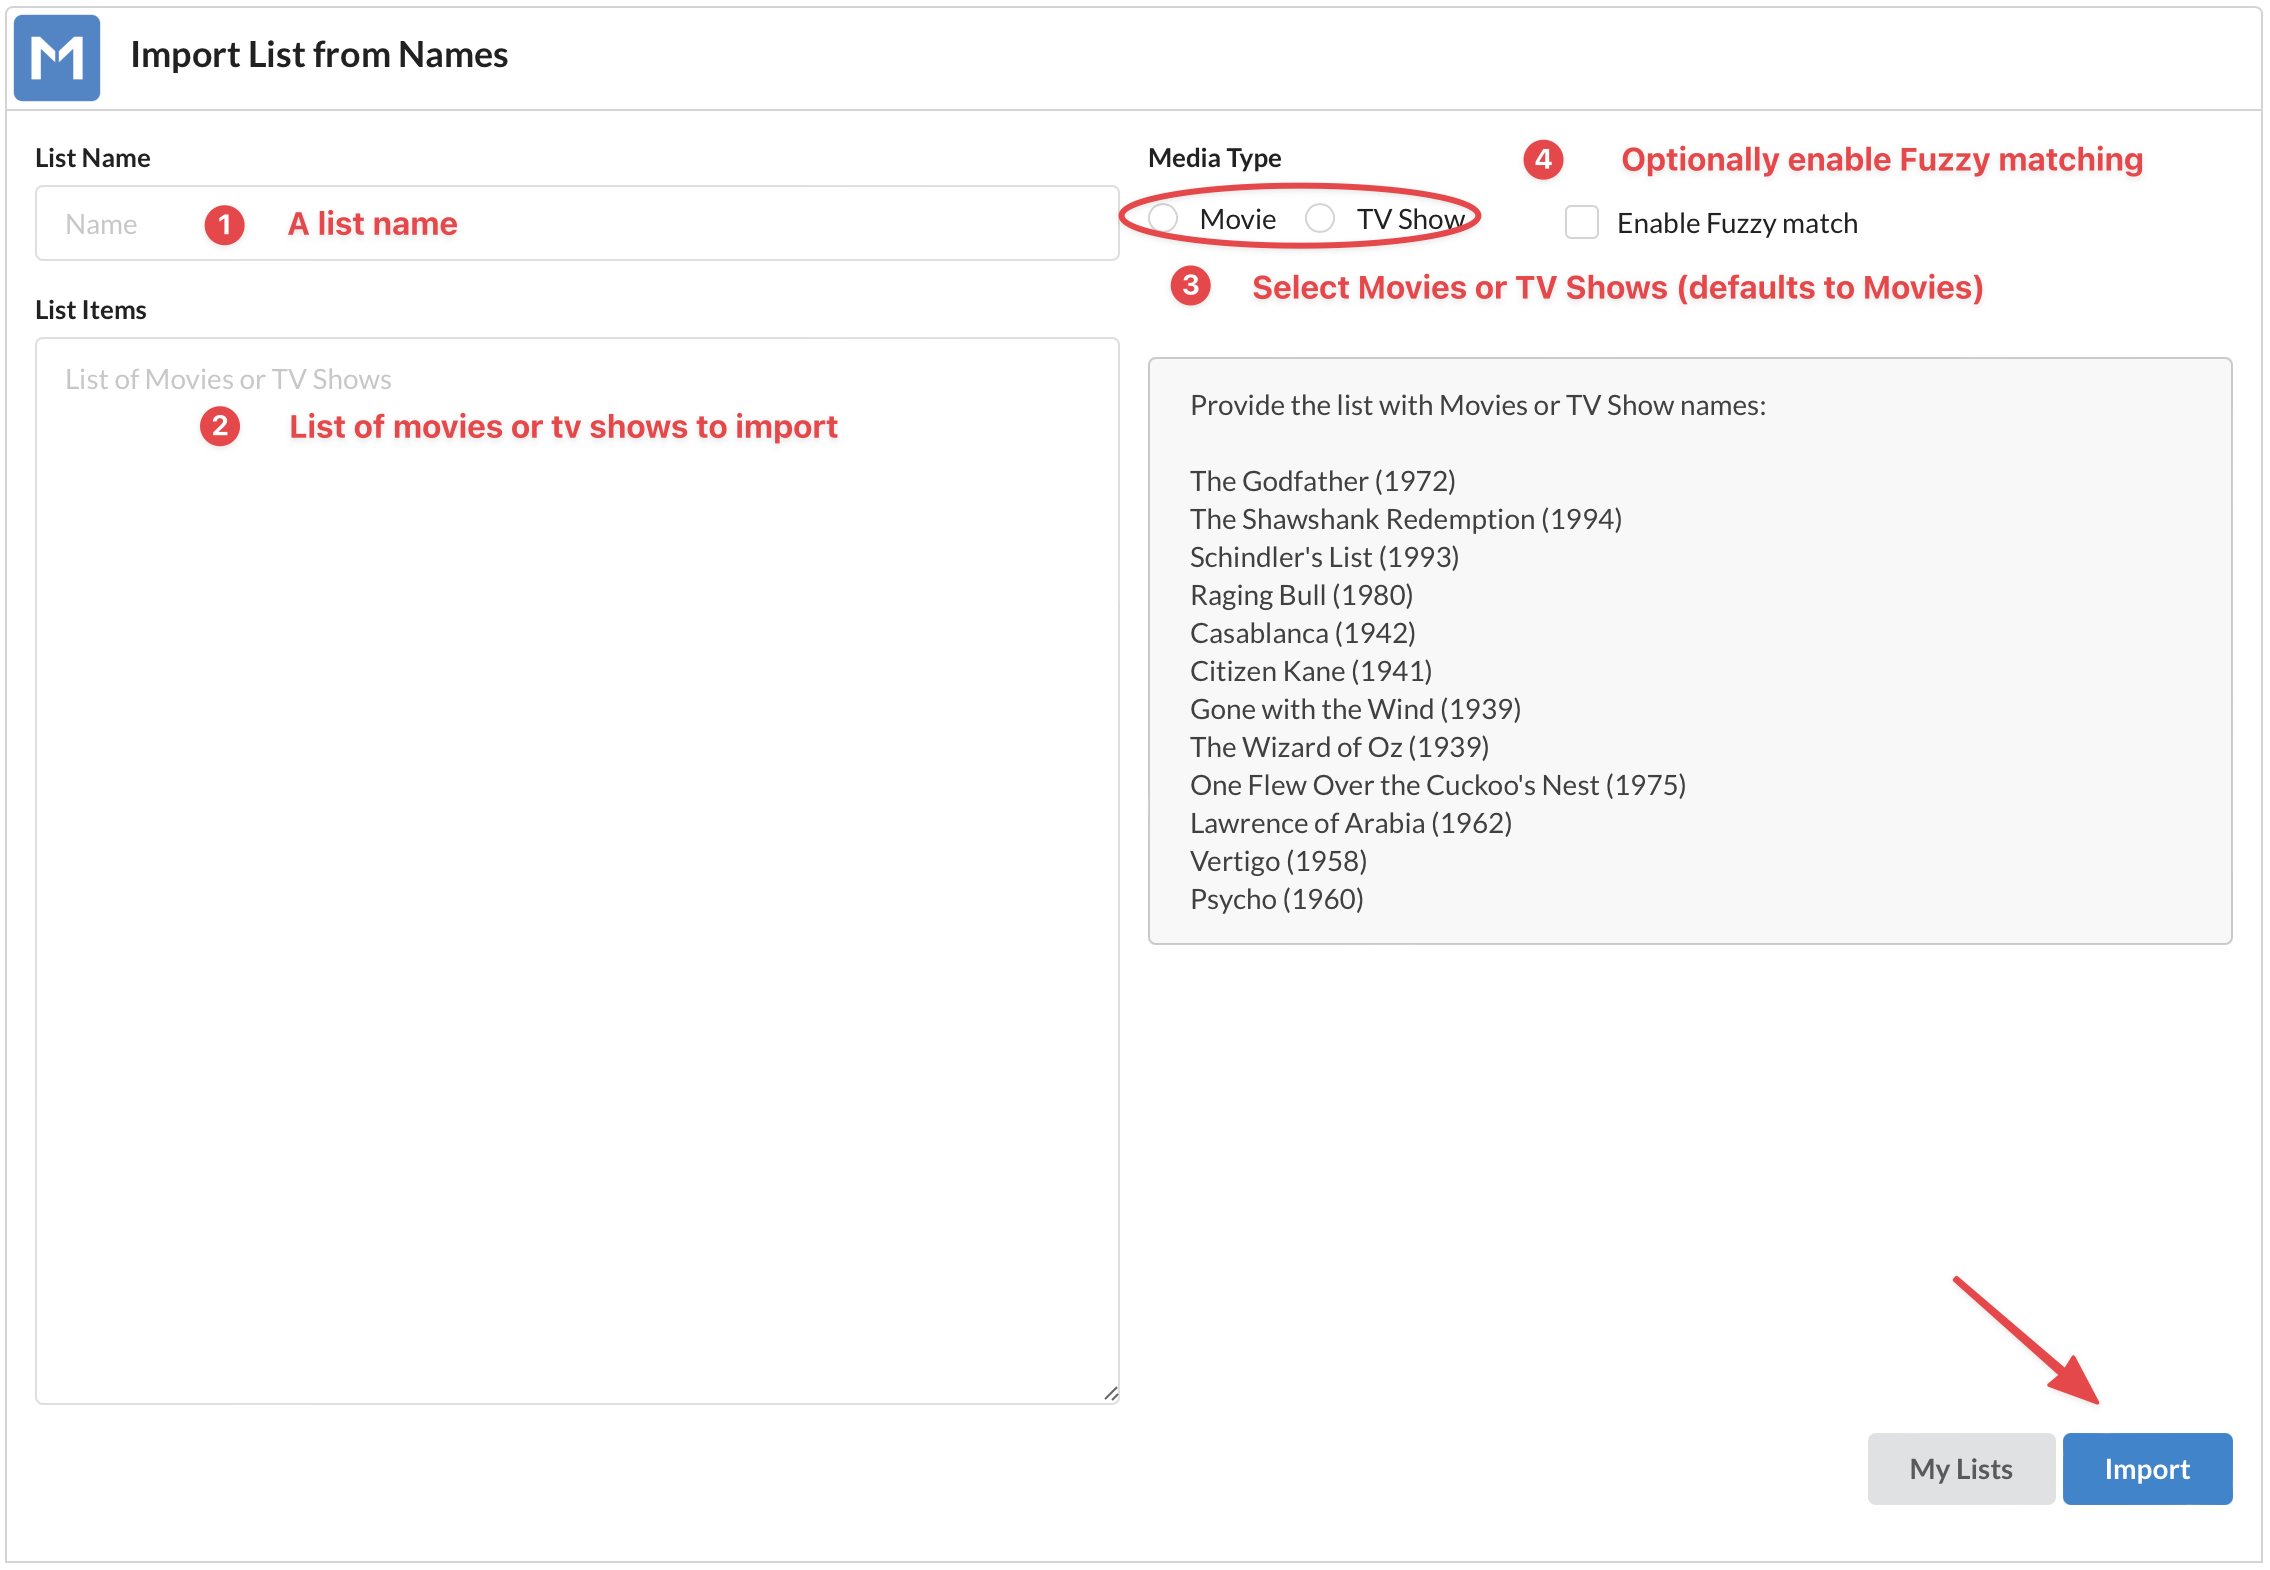 M
Import List from Names
List Name
Name
1 A list name
List Items
List of Movies or TV Shows
2 List of movies or tv shows to import
Media Type
Movie TV Show
3 Select Movies or TV Shows (defaults to Movies)
4 Optionally enable Fuzzy matching
Enable Fuzzy match
Provide the list with Movies or TV Show names:
The Godfather (1972)
The Shawshank Redemption (1994)
Schindler's List (1993)
Raging Bull (1980)
Casablanca (1942)
Citizen Kane (1941)
Gone with the Wind (1939)
The Wizard of Oz (1939)
One Flew Over the Cuckoo's Nest (1975)
Lawrence of Arabia (1962)
Vertigo (1958)
Psycho (1960)
My Lists
Import